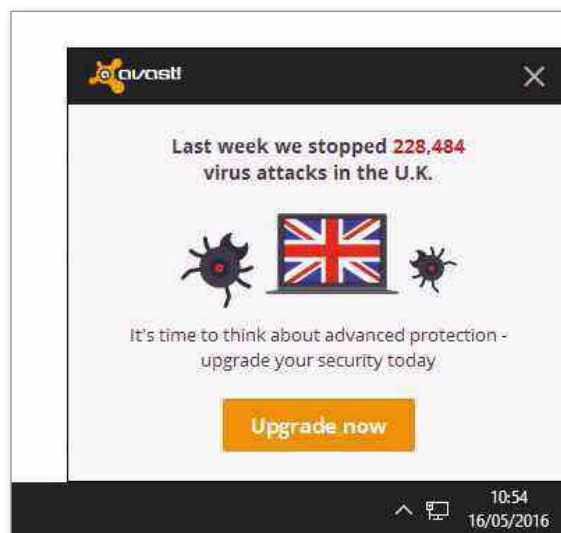 avast!
Last week we stopped 228,484
virus attacks in the U.K.
It's time to think about advanced protection -
upgrade your security today
Upgrade now
10:54
16/05/2016